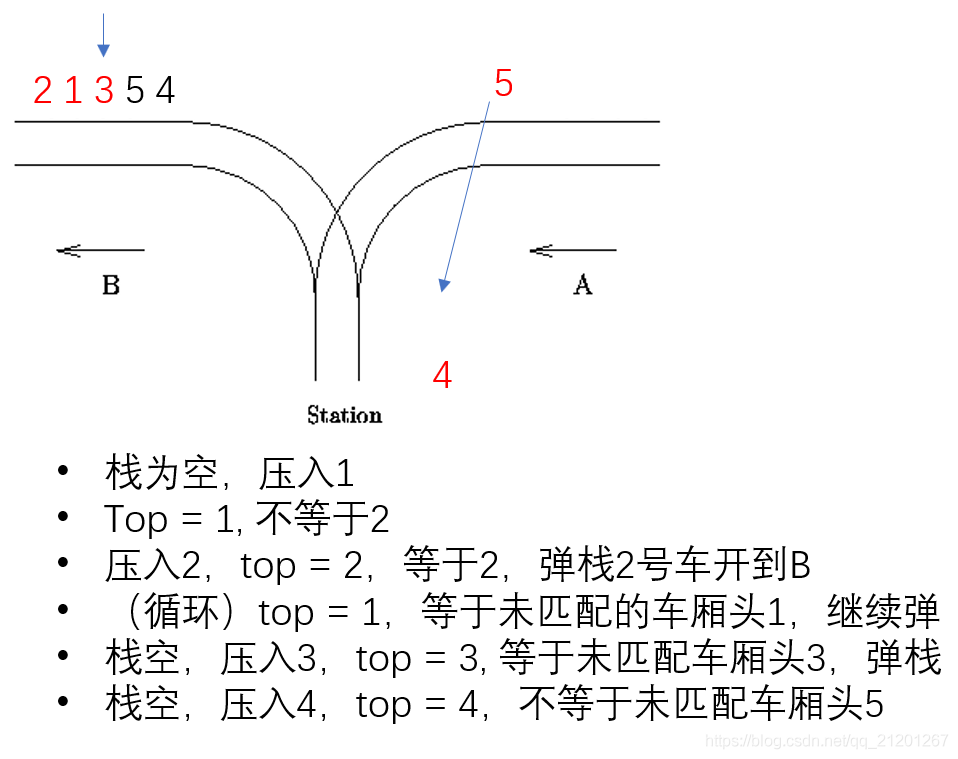 2 1 3 5 4
5
B
A
4
Station
• 栈为空，压入1
• Top = 1, 不等于2
• 压入2，top = 2，等于2，弹栈2号车开到B
• （循环）top = 1，等于未匹配的车厢头1，继续弹
• 栈空，压入3，top = 3, 等于未匹配车厢头3，弹栈
• 栈空，压入4，top = 4，不等于未匹配车厢头5
https://blog.csdn.net/qq_21201267